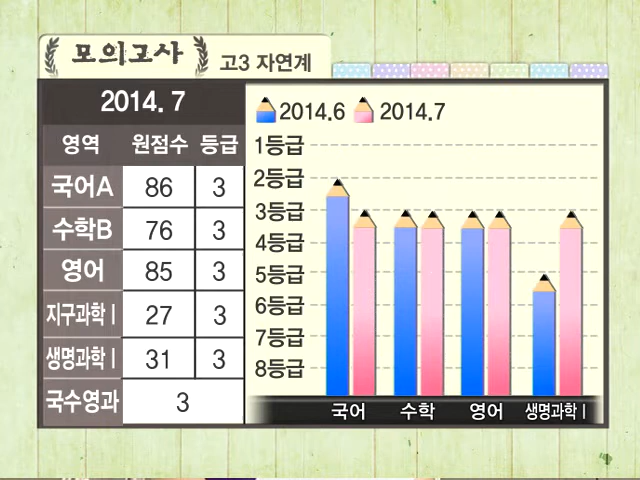 모의고사
고3 자연계
2014. 7
영역 원점수 등급
국어A 86 3
수학B 76 3
영어 85 3
지구과학Ⅰ 27 3
생명과학Ⅰ 31 3
국수영과 3
2014.6 2014.7
1등급
2등급
3등급
4등급
5등급
6등급
7등급
8등급
국어 수학 영어 생명과학Ⅰ